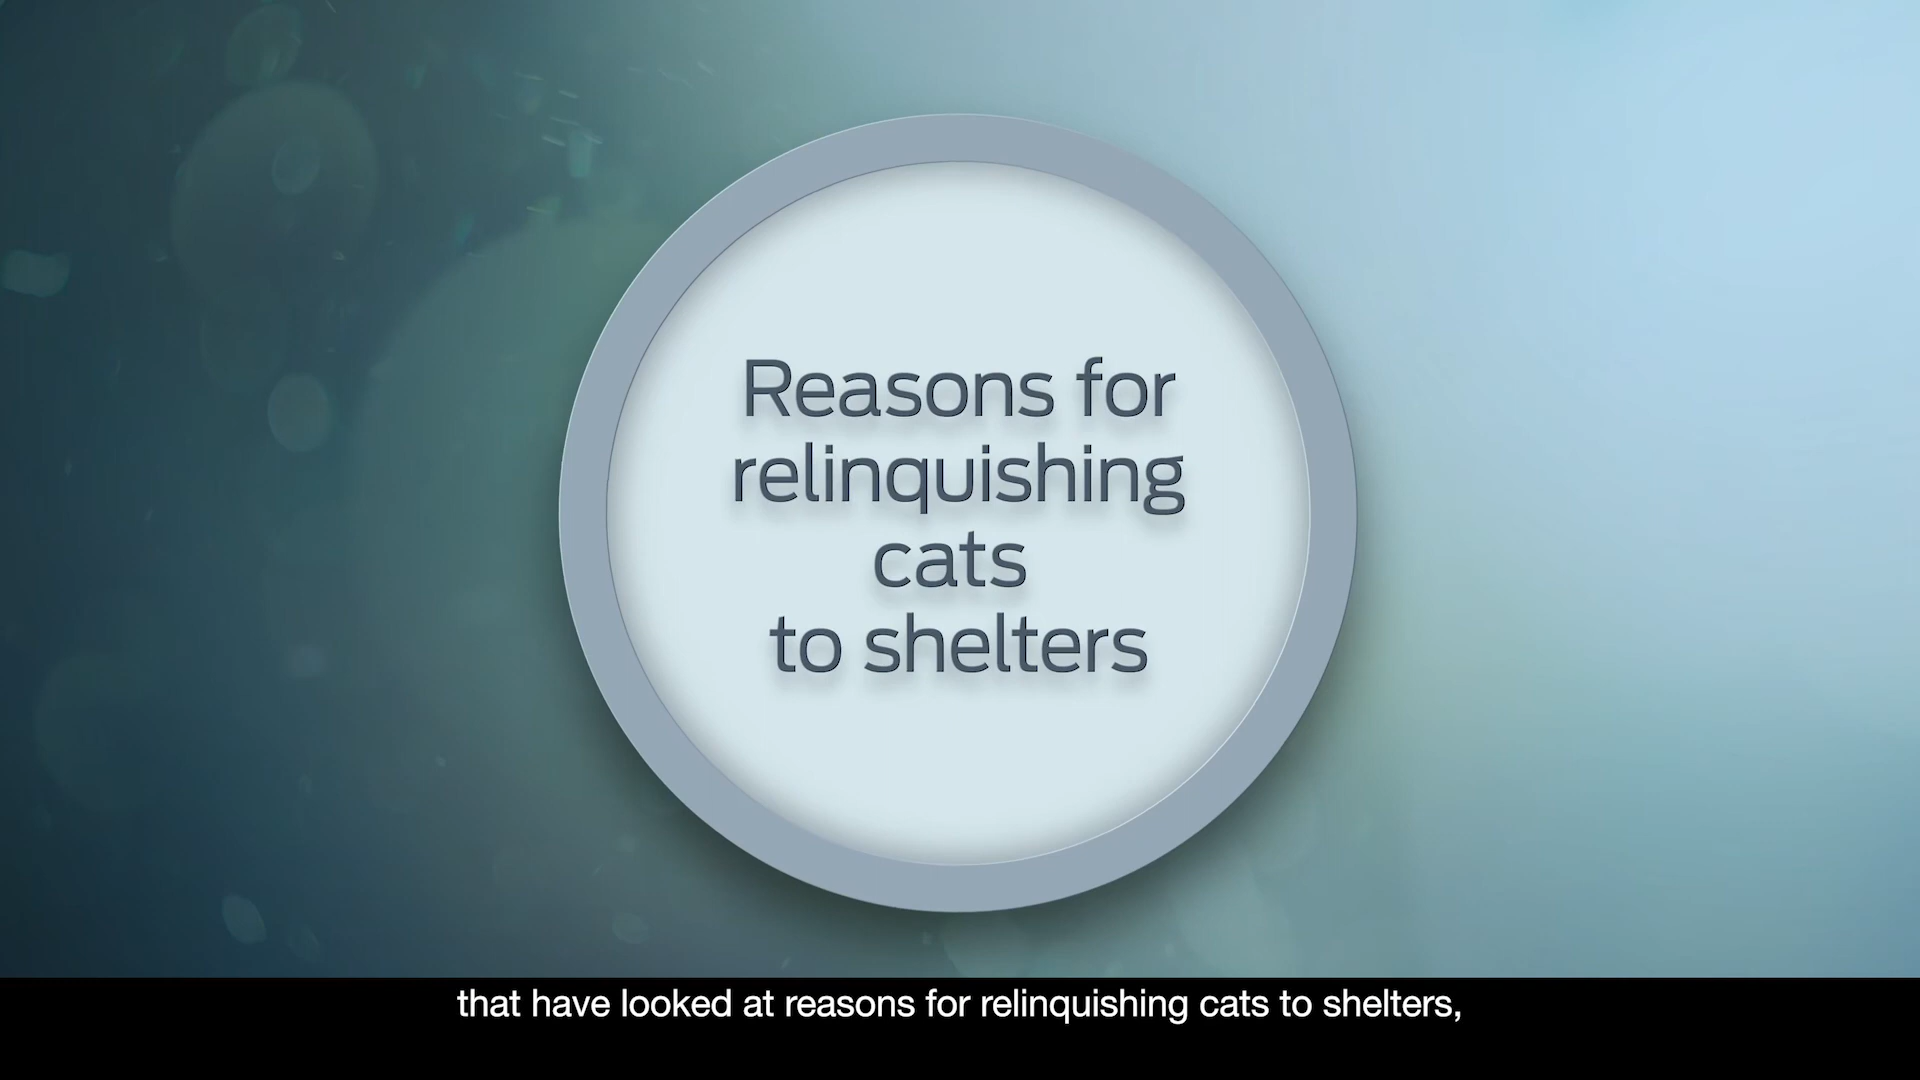 Reasons for
relinquishing
cats
to shelters
that have looked at reasons for relinquishing cats to shelters,